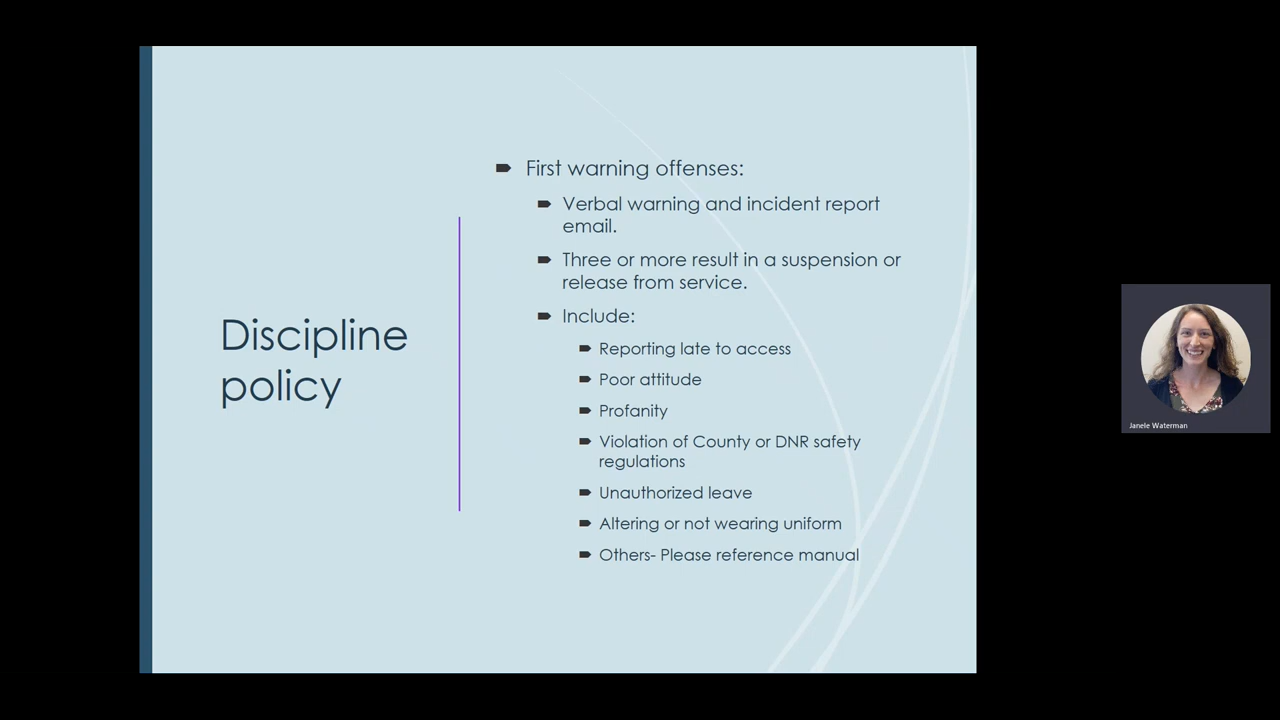 Discipline
policy
First warning offenses:
Verbal warning and incident report
email.
Three or more result in a suspension or
release from service.
Include:
Reporting late to access
Poor attitude
Profanity
Violation of County or DNR safety
regulations
Unauthorized leave
Altering or not wearing uniform
Others- Please reference manual
Janele Waterman